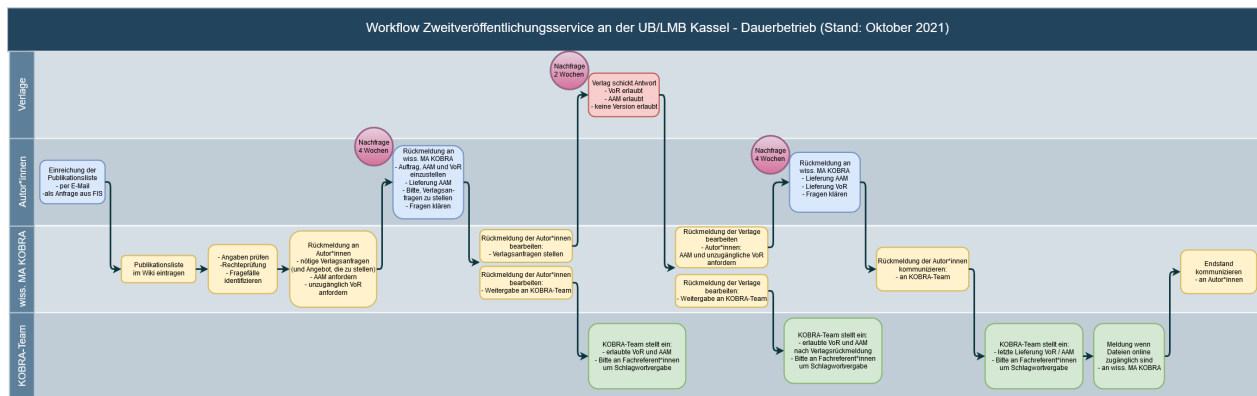 Workflow Zweitveröffentlichungsservice an der UB/LMB Kassel - Dauerbetrieb (Stand: Oktober 2021)
Verlage
Nachfrage
2 Wochen
Verlag schickt Antwort
- VoR erlaubt
- AAM erlaubt
- keine Version erlaubt
Autor*innen
Einreichung der
Publikationsliste
- per E-Mail
-als Anfrage aus FIS
Nachfrage
4 Wochen
Rückmeldung an
wiss. MA KOBRA
- Auftrag, AAM und VoR
einzustellen
- Lieferung AAM
- Bitte, Verlagsan-
fragen zu stellen
- Fragen klären
Nachfrage
4 Wochen
Rückmeldung an
wiss. MA KOBRA
- Lieferung AAM
- Lieferung VoR
- Fragen klären
wiss. MA KOBRA
Publikationsliste
im Wiki eintragen
- Angaben prüfen
-Rechteprüfung
- Fragefälle
identifizieren
Rückmeldung an
Autor*innen
- nötige Verlagsanfragen
(und Angebot, die zu stellen)
- AAM anfordern
- unzugänglich VoR
anfordern
Rückmeldung der Autor*innen
bearbeiten:
- Verlagsanfragen stellen
Rückmeldung der Autor*innen
bearbeiten:
- Weitergabe an KOBRA-Team
Rückmeldung der Verlage
bearbeiten
- Autor*innen:
AAM und unzugängliche VoR
anfordern
Rückmeldung der Verlage
bearbeiten:
- Weitergabe an KOBRA-Team
Rückmeldung der Autor*innen
kommunizieren:
- an KOBRA-Team
Endstand
kommunizieren
- an Autor*innen
KOBRA-Team
KOBRA-Team stellt ein:
- erlaubte VoR und AAM
- Bitte an Fachreferent*innen
um Schlagwortvergabe
KOBRA-Team stellt ein:
- erlaubte VoR und AAM
nach Verlagsrückmeldung
- Bitte an Fachreferent*innen
um Schlagwortvergabe
KOBRA-Team stellt ein:
- letzte Lieferung VoR / AAM
- Bitte an Fachreferent*innen
um Schlagwortvergabe
Meldung wenn
Dateien online
zugänglich sind
- an wiss. MA KOBRA